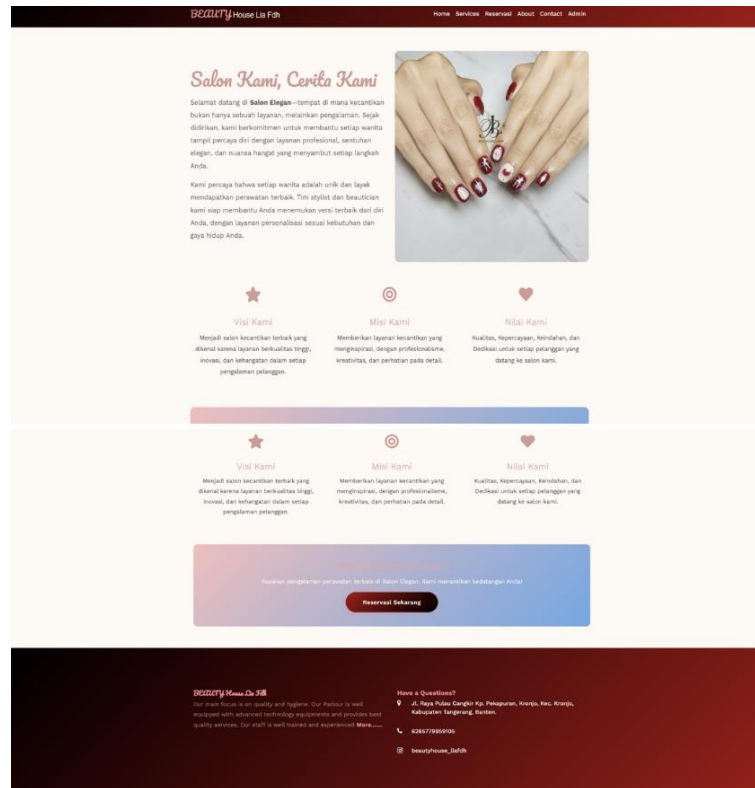 BEAUTY House Lia Fdh
Home Services Reservasi About Contact Admin
Salon Kami, Cerita Kami
Selamat datang di Salon Elegan—tempat di mana kecantikan
bukan hanya sebuah layanan, melainkan pengalaman. Sejak
didirikan, kami berkomitmen untuk membantu setiap wanita
tampil percaya diri dengan layanan profesional, sentuhan
elegan, dan nuansa hangat yang menyambut setiap langkah
Anda.
Kami percaya bahwa setiap wanita adalah unik dan layak
mendapatkan perawatan terbaik. Tim stylist dan beautician
kami siap membantu Anda menemukan versi terbaik dari diri
Anda, dengan layanan personalisasi sesuai kebutuhan dan
gaya hidup Anda.
Visi Kami
Menjadi salon kecantikan terbaik yang
dikenal karena layanan berkualitas tinggi,
inovasi, dan kehangatan dalam setiap
pengalaman pelanggan.
Misi Kami
Memberikan layanan kecantikan yang
menginspirasi, dengan profesionalisme,
kreativitas, dan perhatian pada detail.
Nilai Kami
Kualitas, Kepercayaan, Keindahan, dan
Dedikasi untuk setiap pelanggan yang
datang ke salon kami.
Visi Kami
Menjadi salon kecantikan terbaik yang
dikenal karena layanan berkualitas tinggi,
inovasi, dan kehangatan dalam setiap
pengalaman pelanggan.
Misi Kami
Memberikan layanan kecantikan yang
menginspirasi, dengan profesionalisme,
kreativitas, dan perhatian pada detail.
Nilai Kami
Kualitas, Kepercayaan, Keindahan, dan
Dedikasi untuk setiap pelanggan yang
datang ke salon kami.
Rasakan pengalaman perawatan terbaik di Salon Elegan. Kami menantikan kedatangan Anda!
Reservasi Sekarang
BEAUTY House Lia Fdh
Our main focus is on quality and hygiene. Our Parlour is well
equipped with advanced technology equipments and provides best
quality services. Our staff is well trained and experienced More......
Have a Questions?
Jl. Raya Pulau Cangkir Kp. Pekapuran, Kronjo, Kec. Kronjo,
Kabupaten Tangerang, Banten.
6285779859105
beautyhouse_liafdh